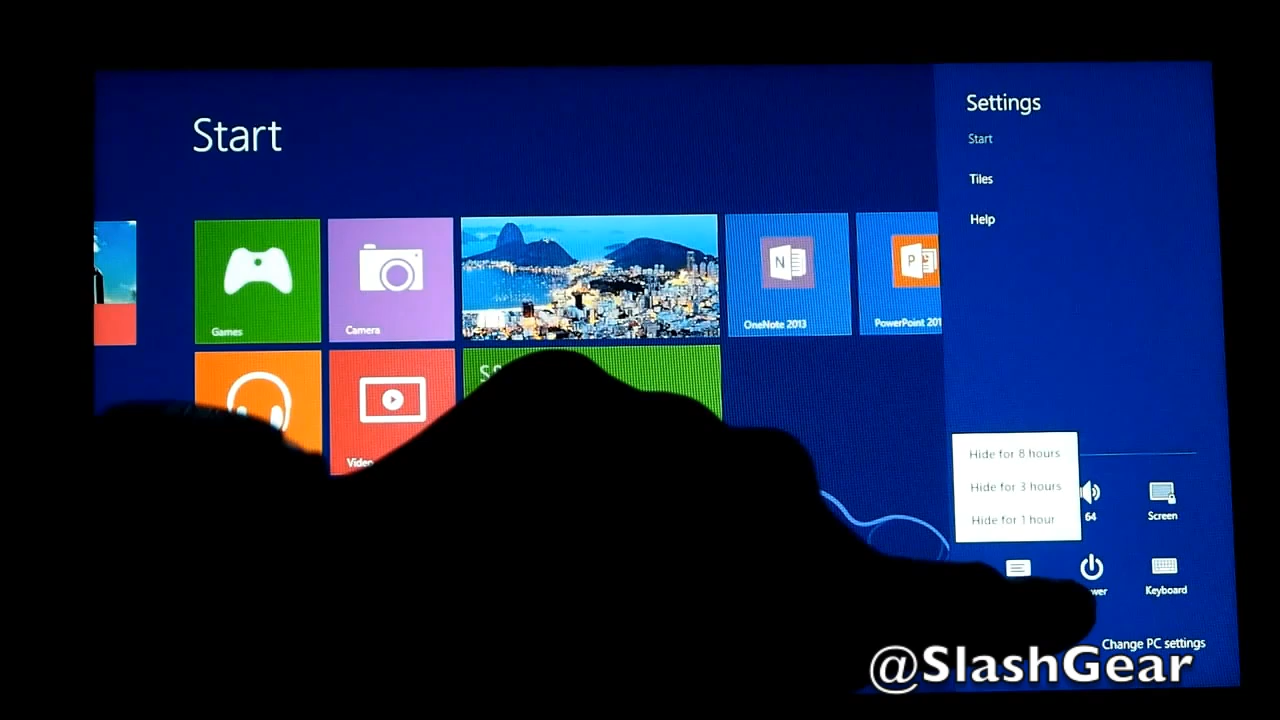 Start
Settings
Start
Tiles
Help
Games
Camera
N
OneNote 2013
P
PowerPoint 201
Video
Hide for 8 hours
Hide for 3 hours
Hide for 1 hour
64
Screen
wer
Keyboard
Change PC settings
@SlashGear